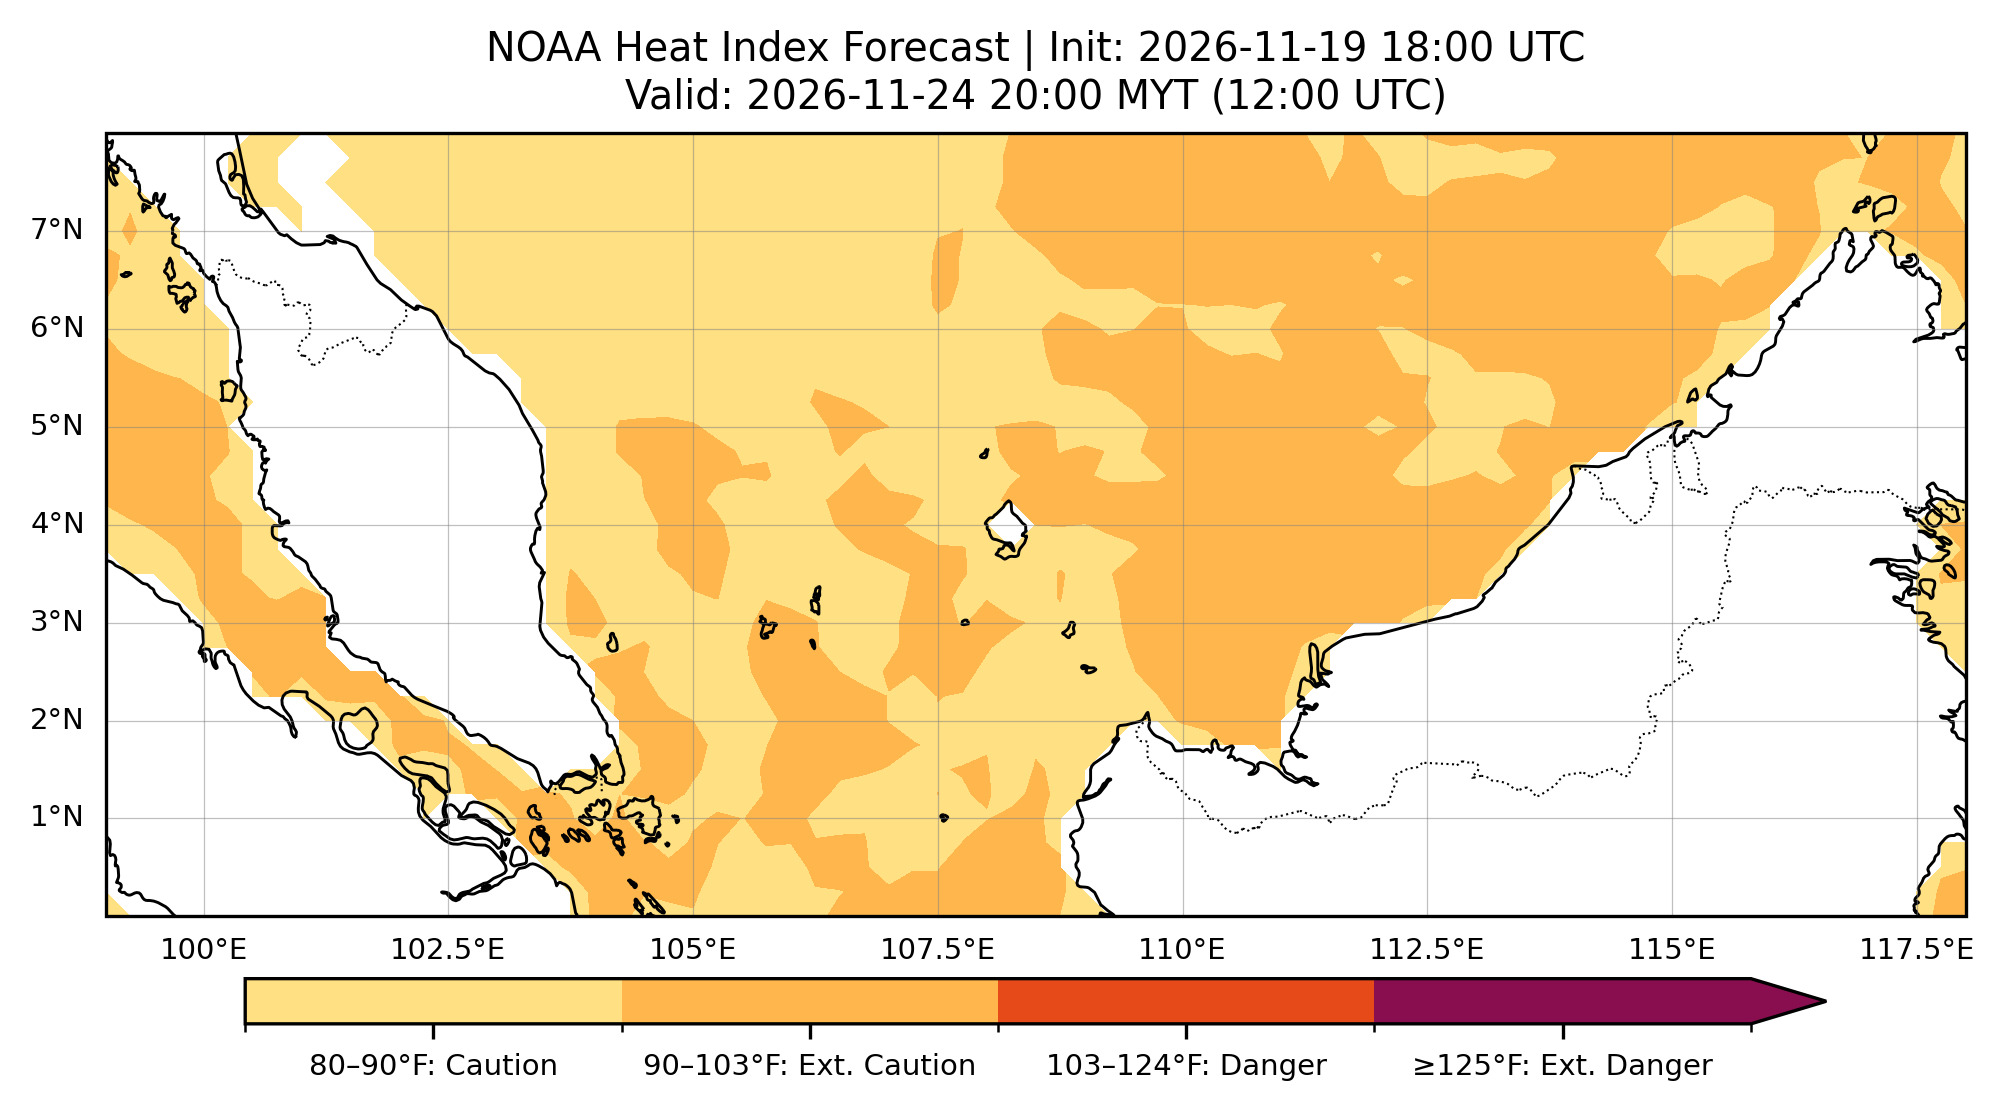 NOAA Heat Index Forecast | Init: 2026-11-19 18:00 UTC
Valid: 2026-11-24 20:00 MYT (12:00 UTC)
7°N
6°N
5°N
4°N
3°N
2°N
1°N
100°E 102.5°E 105°E 107.5°E 110°E 112.5°E 115°E 117.5°E
80–90°F: Caution 90–103°F: Ext. Caution 103–124°F: Danger ≥125°F: Ext. Danger